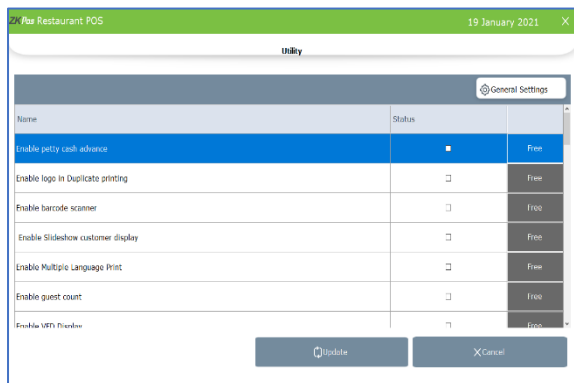 ZKPos Restaurant POS 19 January 2021 X
Utility
General Settings
Name Status
Enable petty cash advance Free
Enable logo in Duplicate printing Free
Enable barcode scanner Free
Enable Slideshow customer display Free
Enable Multiple Language Print Free
Enable guest count Free
Enable VFD Display Free
Update Cancel